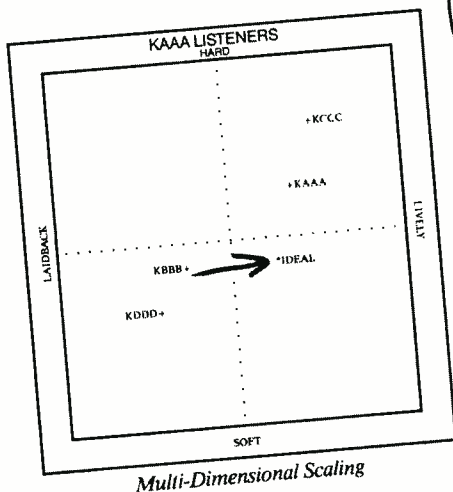 KAAA LISTENERS
HARD
+KCCC
+KAAA
LAIDBACK
LIVELY
KBBB+
*IDEAL
KDDD+
SOFT
Multi-Dimensional Scaling